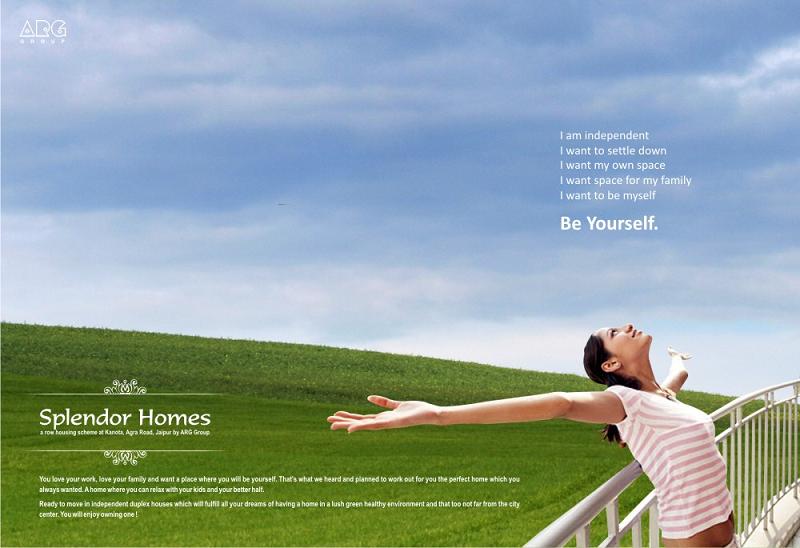 ARG
GROUP
I am independent
I want to settle down
I want my own space
I want space for my family
I want to be myself
Be Yourself.
Splendor Homes
a row housing scheme at Kanota, Agra Road, Jaipur by ARG Group.
You love your work, love your family and want a place where you will be yourself. That's what we heard and planned to work out for you the perfect home which you
always wanted. A home where you can relax with your kids and your better half.
Ready to move in independent duplex houses which will fulfill all your dreams of having a home in a lush green healthy environment and that too not far from the city
center. You will enjoy owning one !